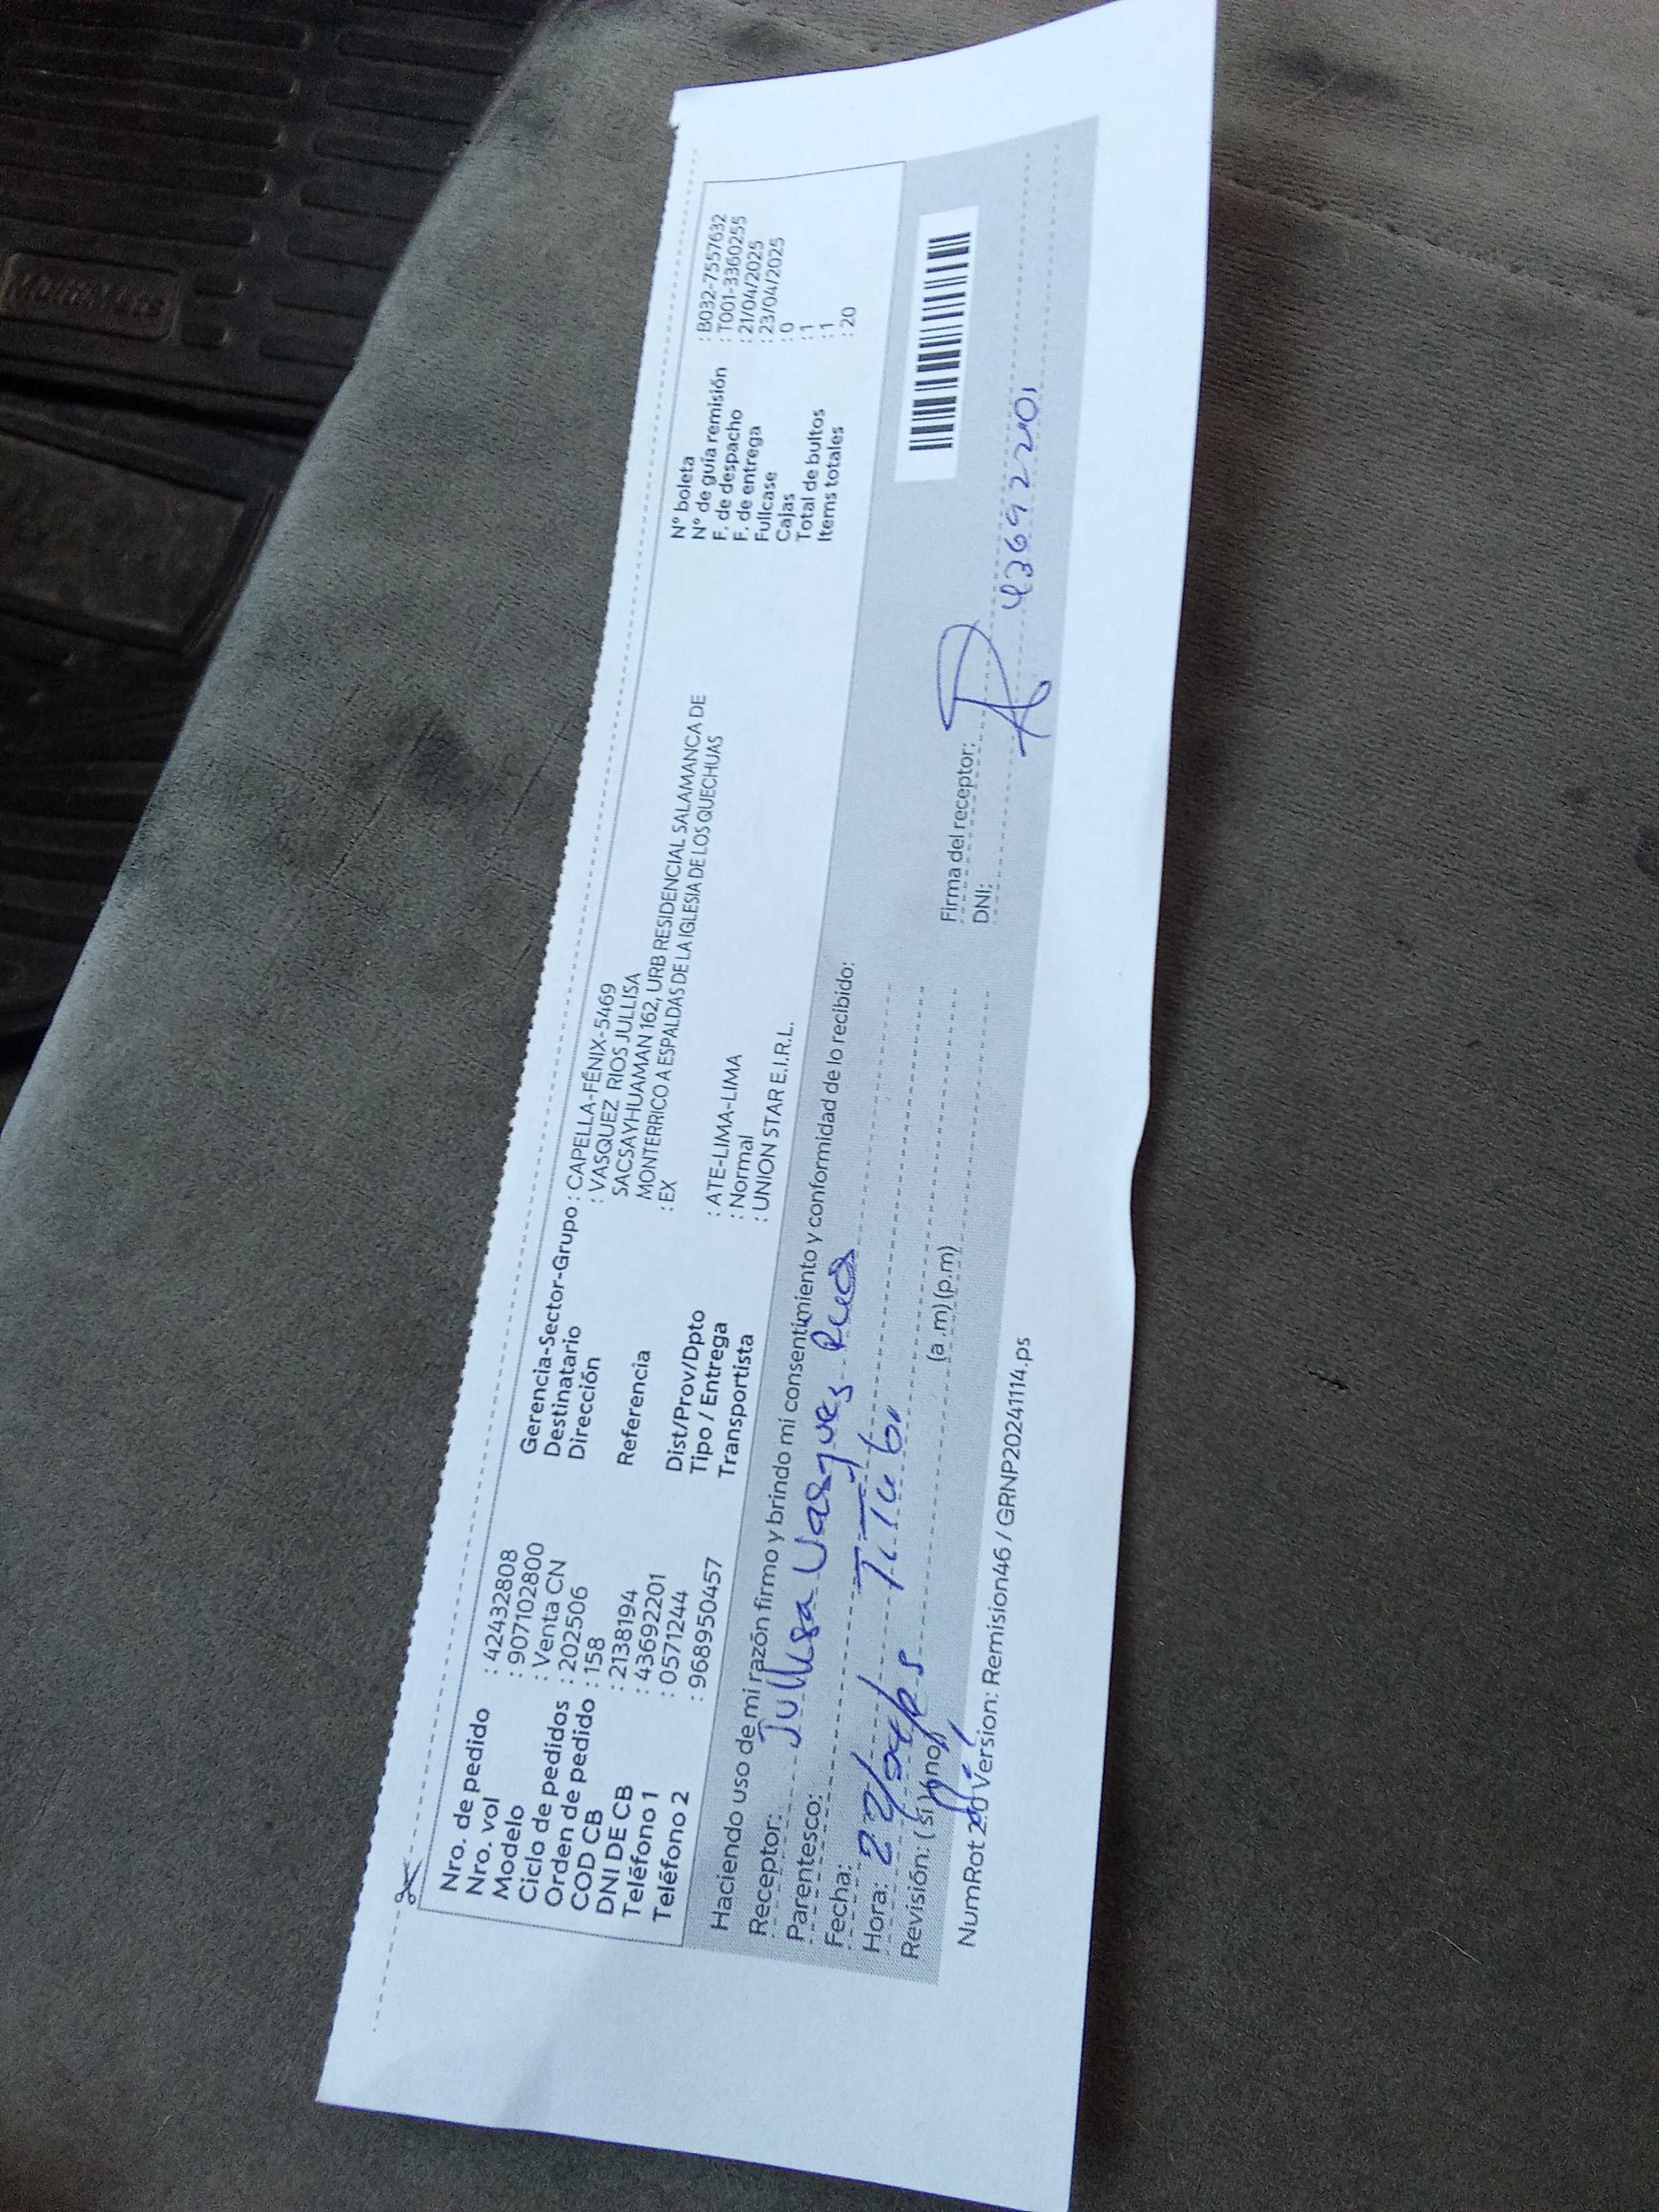 Nro. de pedido : 42432808
Nro. vol : 907102800
Modelo : Venta CN
Ciclo de pedidos : 202506
Orden de pedido : 158
COD CB : 2138194
DNI DE CB : 43692201
Teléfono 1 : 0571244
Teléfono 2 : 968950457
Gerencia-Sector-Grupo : CAPELLA-FÉNIX-5469
Destinatario : VASQUEZ RIOS JULLISA
Dirección SACSAYHUAMAN 162, URB RESIDENCIAL SALAMANCA DE
MONTERRICO A ESPALDAS DE LA IGLESIA DE LOS QUECHUAS
Referencia : EX
Dist/Prov/Dpto : ATE-LIMA-LIMA
Tipo / Entrega : Normal
Transportista : UNION STAR E.I.R.L.
Nº boleta : B032-7557632
Nº de guía remisión : T001-3360255
F. de despacho : 21/04/2025
F. de entrega : 23/04/2025
Fullcase : 0
Cajas : 1
Total de bultos : 1
Items totales : 20
Haciendo uso de mi razón firmo y brindo mi consentimiento y conformidad de lo recibido:
Receptor: Jullisa Vasques Rios
Parentesco: Titular
Fecha:
Hora: (a.m) (p.m)
Revisión: (sí) (no)
Firma del receptor:
DNI: 43692201
NumRot 2.0 Version: Remision46 / GRNP20241114.ps